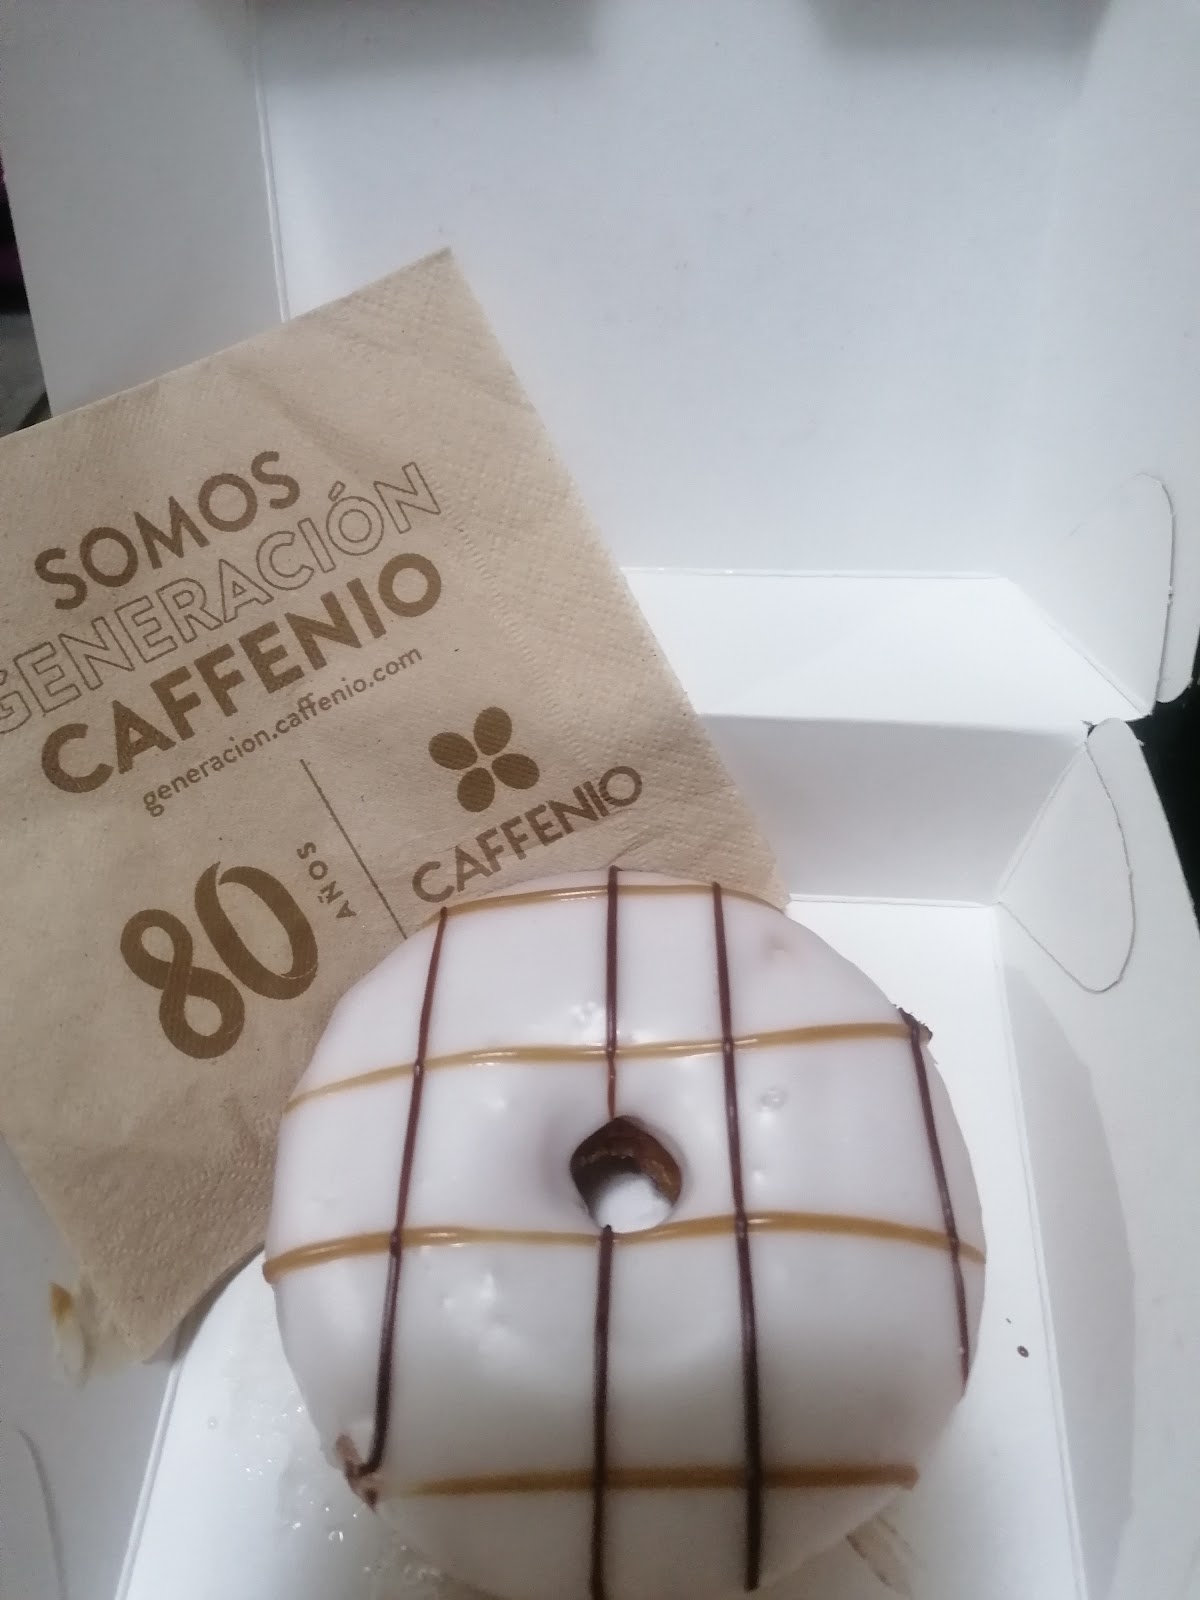 SOMOS
GENERACIÓN
CAFFENIO
generacion.caffenio.com
80 AÑOS
CAFFENIO